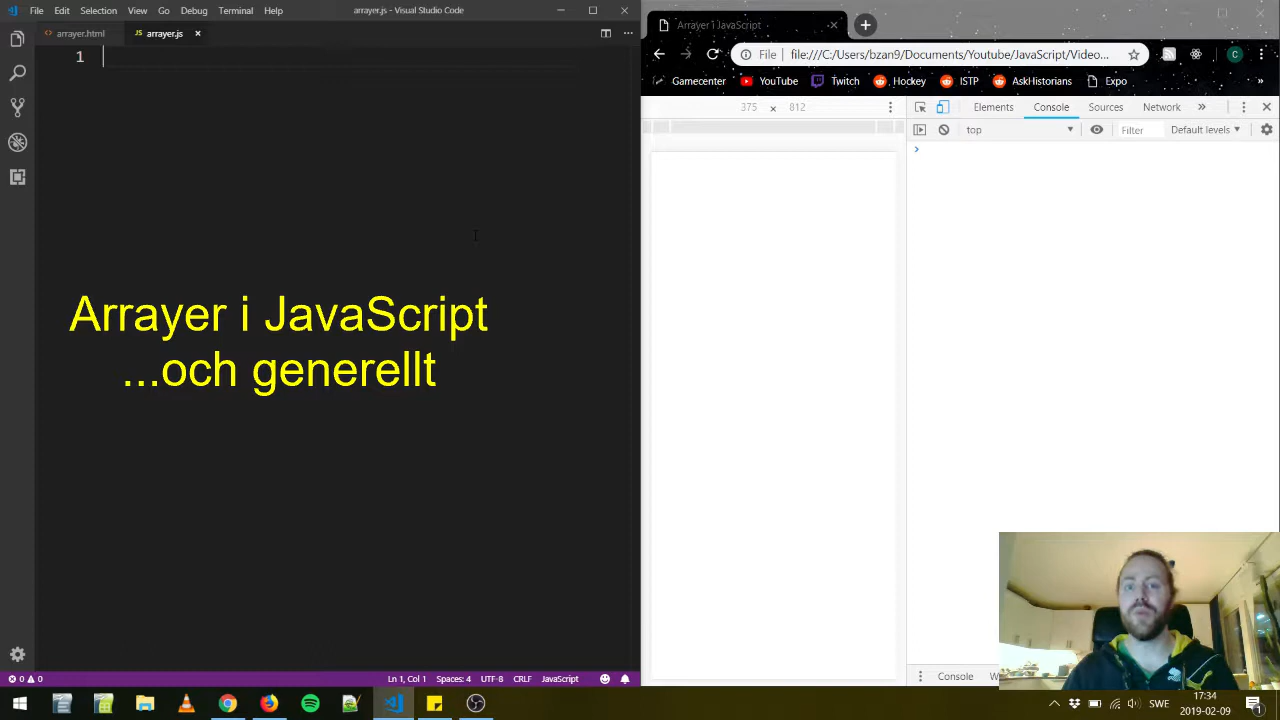 File Edit Selection View Go Debug Terminal Help arrayer.js - Visual Studio Code
arrayer.html arrayer.js
1
Arrayer i JavaScript
...och generellt
0 0 Ln 1, Col 1 Spaces: 4 UTF-8 CRLF JavaScript
Arrayer i JavaScript
File file:///C:/Users/bzan9/Documents/Youtube/JavaScript/Video...
C
Gamecenter YouTube Twitch Hockey ISTP AskHistorians Expo »
375 × 812
Elements Console Sources Network »
top Filter Default levels
Console
SWE 17:34
2019-02-09
1